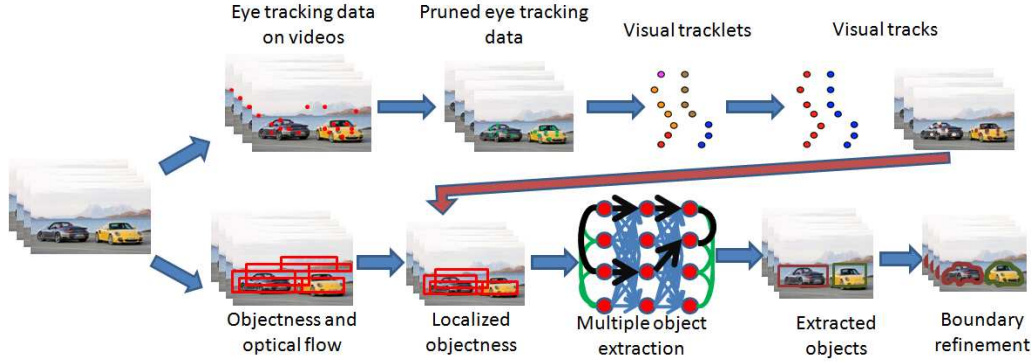 Eye tracking data
on videos
Pruned eye tracking
data
Visual tracklets
Visual tracks
Objectness and
optical flow
Localized
objectness
Multiple object
extraction
Extracted
objects
Boundary
refinement